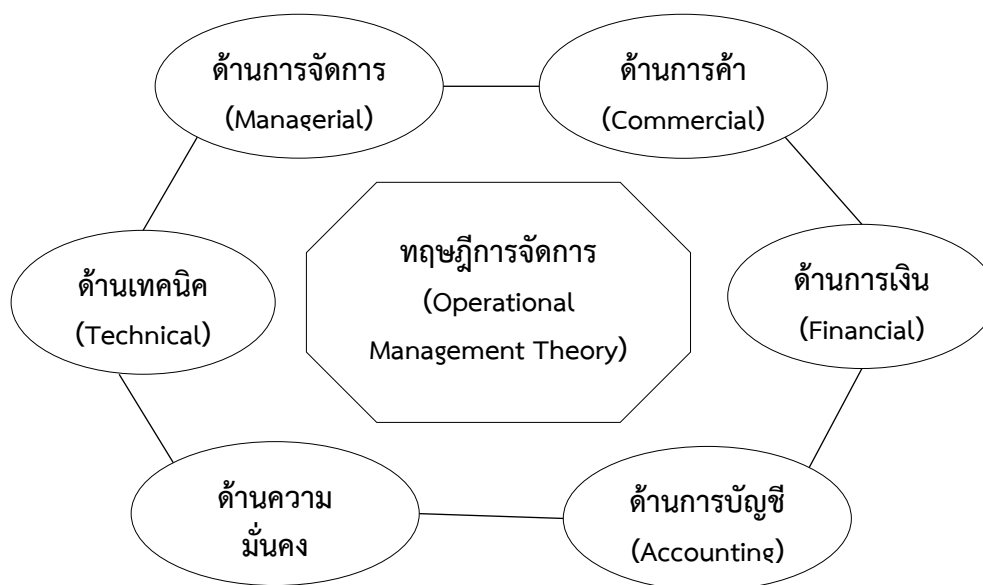 ด้านการจัดการ
(Managerial)
ด้านการค้า
(Commercial)
ทฤษฎีการจัดการ
(Operational
Management Theory)
ด้านเทคนิค
(Technical)
ด้านการเงิน
(Financial)
ด้านความ
มั่นคง
ด้านการบัญชี
(Accounting)